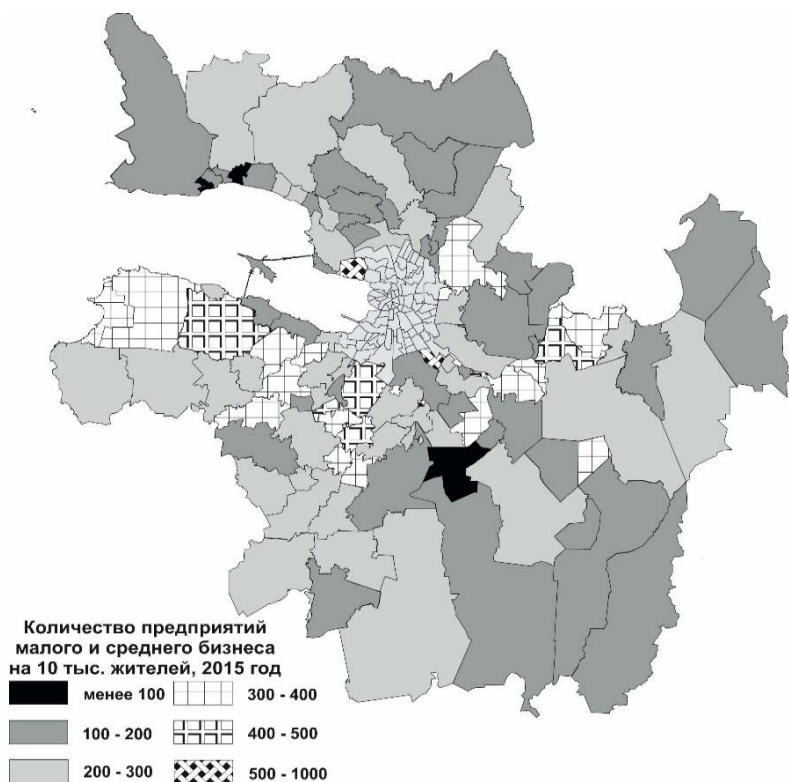 Количество предприятий
малого и среднего бизнеса
на 10 тыс. жителей, 2015 год
менее 100
300 - 400
100 - 200
400 - 500
200 - 300
500 - 1000